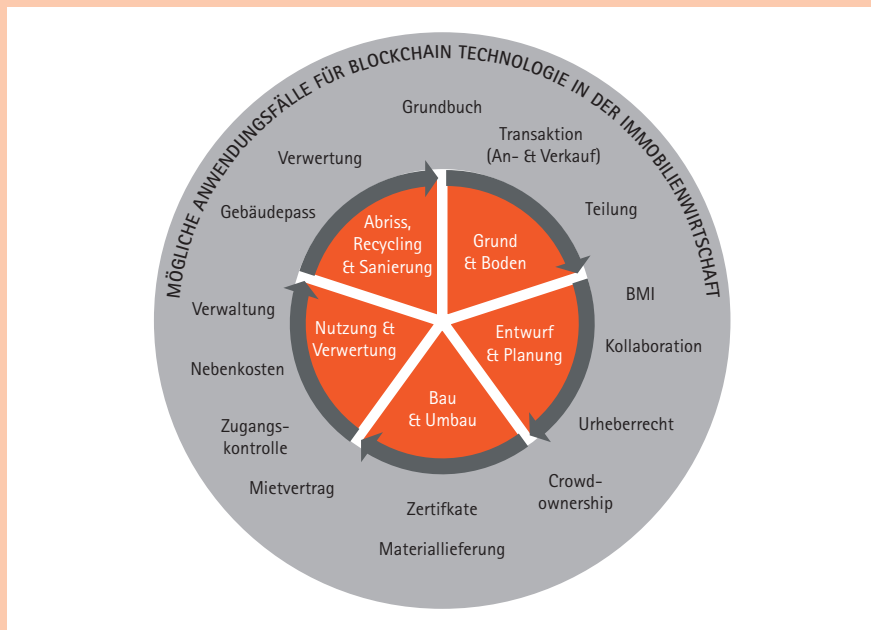 MÖGLICHE ANWENDUNGSFÄLLE FÜR BLOCKCHAIN TECHNOLOGIE IN DER IMMOBILIENWIRTSCHAFT
Grundbuch
Transaktion
(An- & Verkauf)
Teilung
BMI
Kollaboration
Urheberrecht
Crowd-
ownership
Zertifkate
Materiallieferung
Mietvertrag
Zugangs-
kontrolle
Nebenkosten
Verwaltung
Gebäudepass
Verwertung
Grund
& Boden
Entwurf
& Planung
Bau
& Umbau
Nutzung &
Verwertung
Abriss,
Recycling
& Sanierung